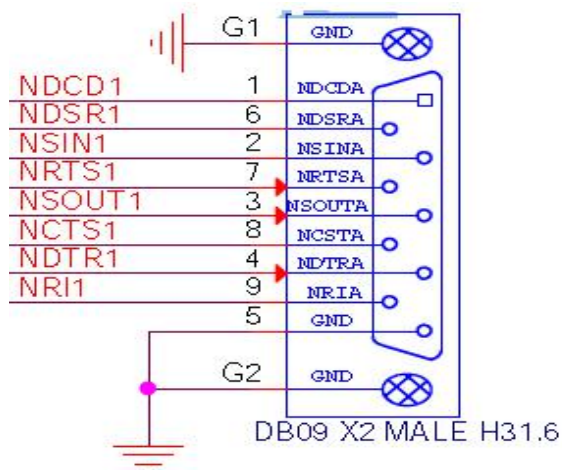 G1 GND
NDCD1 1 NDCDA
NDSR1 6 NDSRA
NSIN1 2 NSINA
NRTS1 7 NRTSA
NSOUT1 3 NSOUTA
NCTS1 8 NCSTA
NDTR1 4 NDTRA
NRI1 9 NRIA
5 GND
G2 GND
DB09 X2 MALE H31.6